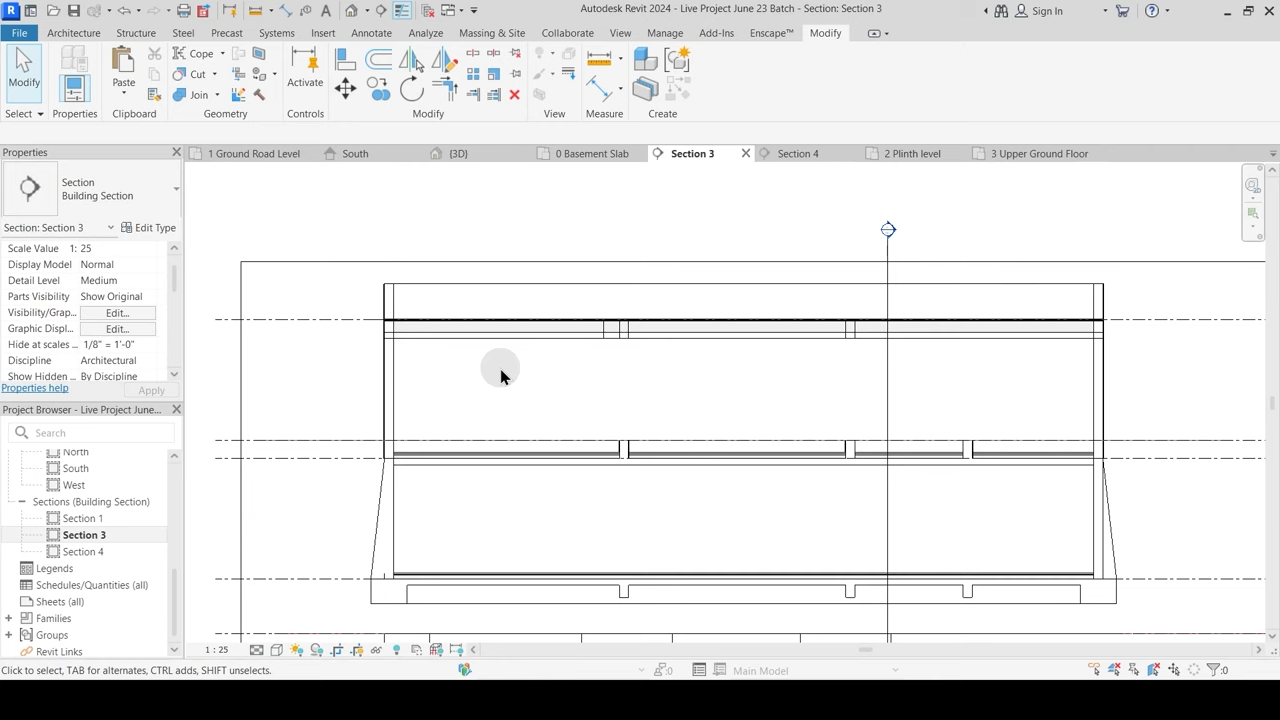 Autodesk Revit 2024 - Live Project June 23 Batch - Section: Section 3
Sign In
File Architecture Structure Steel Precast Systems Insert Annotate Analyze Massing & Site Collaborate View Manage Add-Ins Enscape™ Modify
Modify
Paste
Cope
Cut
Join
Activate
Select Properties Clipboard Geometry Controls Modify View Measure Create
Properties
1 Ground Road Level South {3D} 0 Basement Slab Section 3 Section 4 2 Plinth level 3 Upper Ground Floor
Section
Building Section
Section: Section 3 Edit Type
Scale Value 1: 25
Display Model Normal
Detail Level Medium
Parts Visibility Show Original
Visibility/Grap... Edit...
Graphic Displ... Edit...
Hide at scales ... 1/8" = 1'-0"
Discipline Architectural
Show Hidden ... By Discipline
Properties help Apply
Project Browser - Live Project June...
Search
North
South
West
Sections (Building Section)
Section 1
Section 3
Section 4
Legends
Schedules/Quantities (all)
Sheets (all)
Families
Groups
Revit Links
1 : 25
Click to select, TAB for alternates, CTRL adds, SHIFT unselects.
:0
Main Model
:0